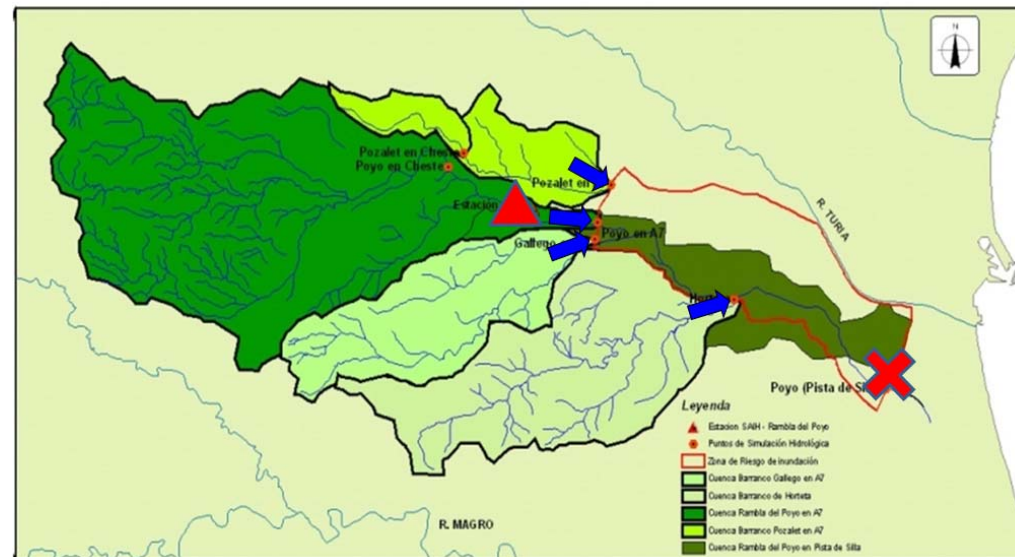 N
Pozalet en Cheste
Poyo en Cheste
Pozalet en
Estación
Poyo en A7
Gallego
R. TURIA
Poyo (Pista de Si
R. MAGRO
Leyenda
Estacion SAIH - Rambla del Poyo
Puntos de Simulación Hidrológica
Zona de Riesgo de inundación
Cuenca Barranco Gallego en A7
Cuenca Barranco de Horteta
Cuenca Rambla del Poyo en A7
Cuenca Barranco Pozalet en A7
Cuenca Rambla del Poyo en Pista de Silla